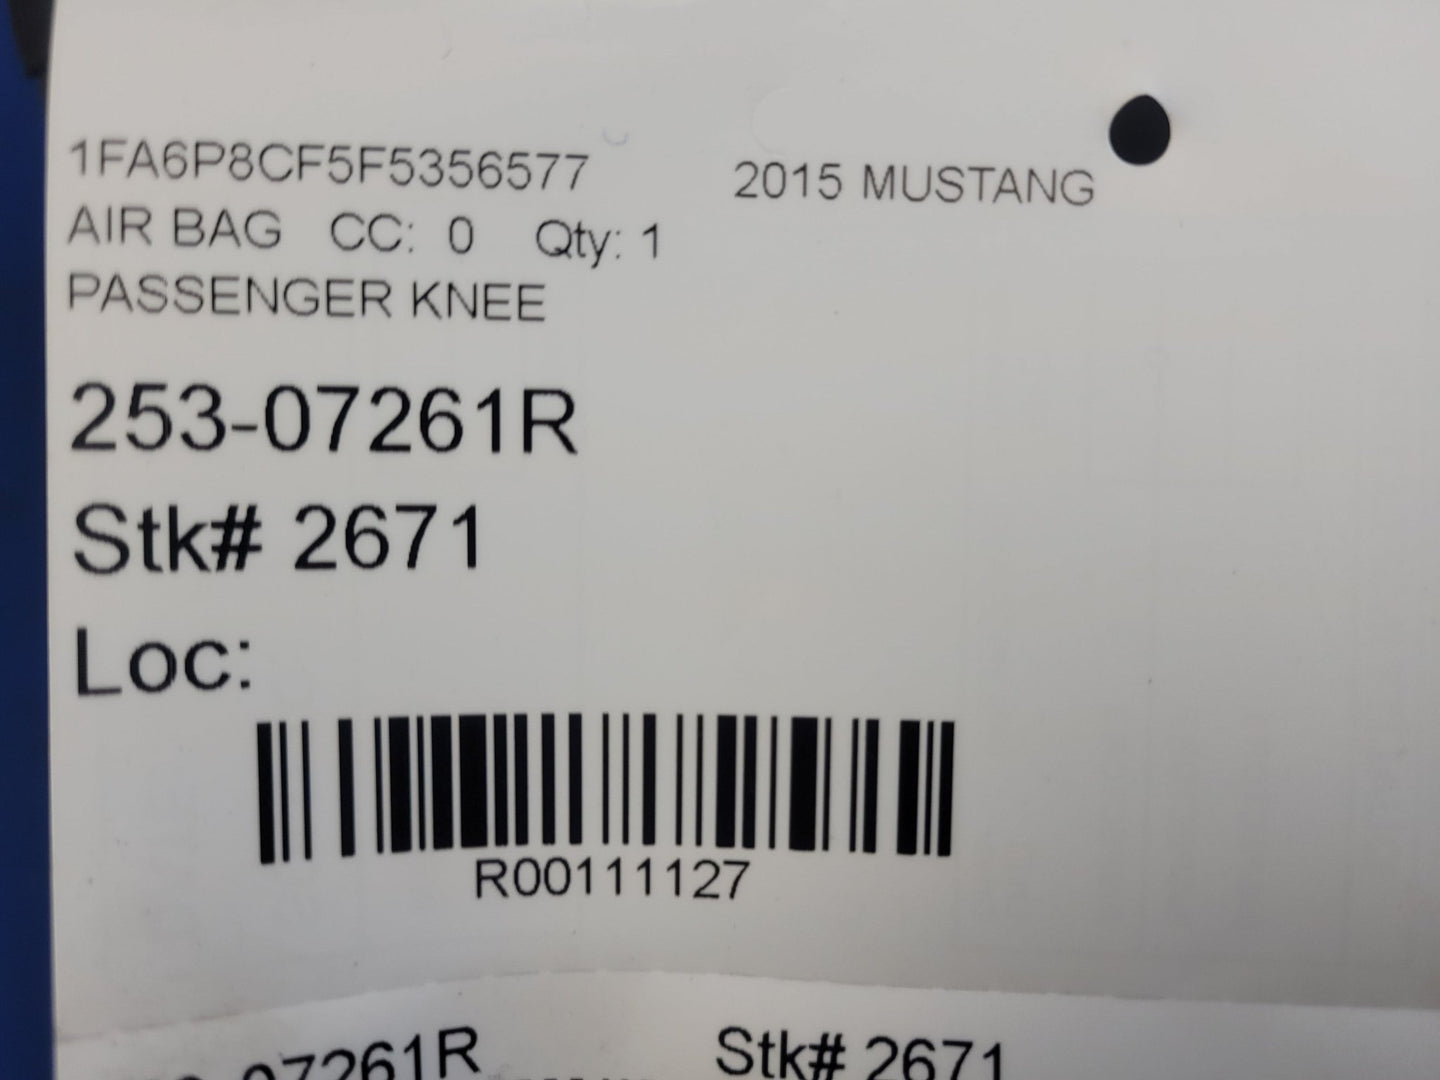 1FA6P8CF5F5356577 2015 MUSTANG
AIR BAG CC: 0 Qty: 1
PASSENGER KNEE
253-07261R
Stk# 2671
Loc:
R00111127
07261R Stk# 2671